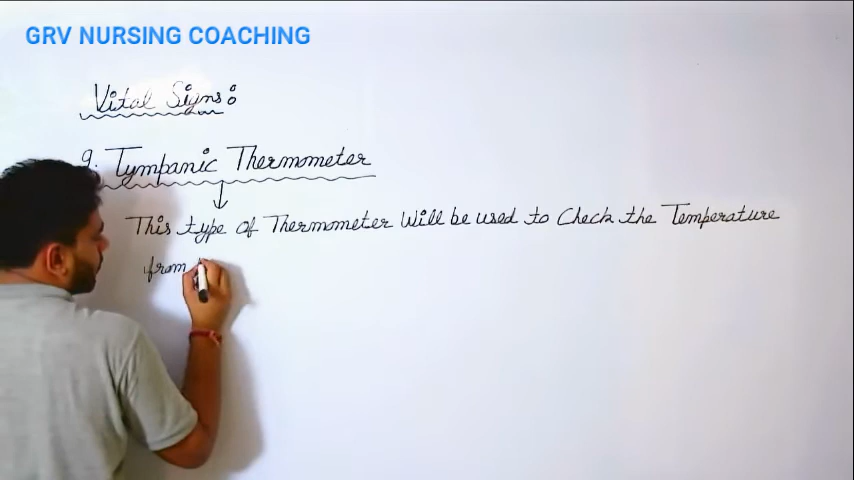 GRV NURSING COACHING
Vital Signs:
9. Tympanic Thermometer
This type of Thermometer Will be used to Check the Temperature
from